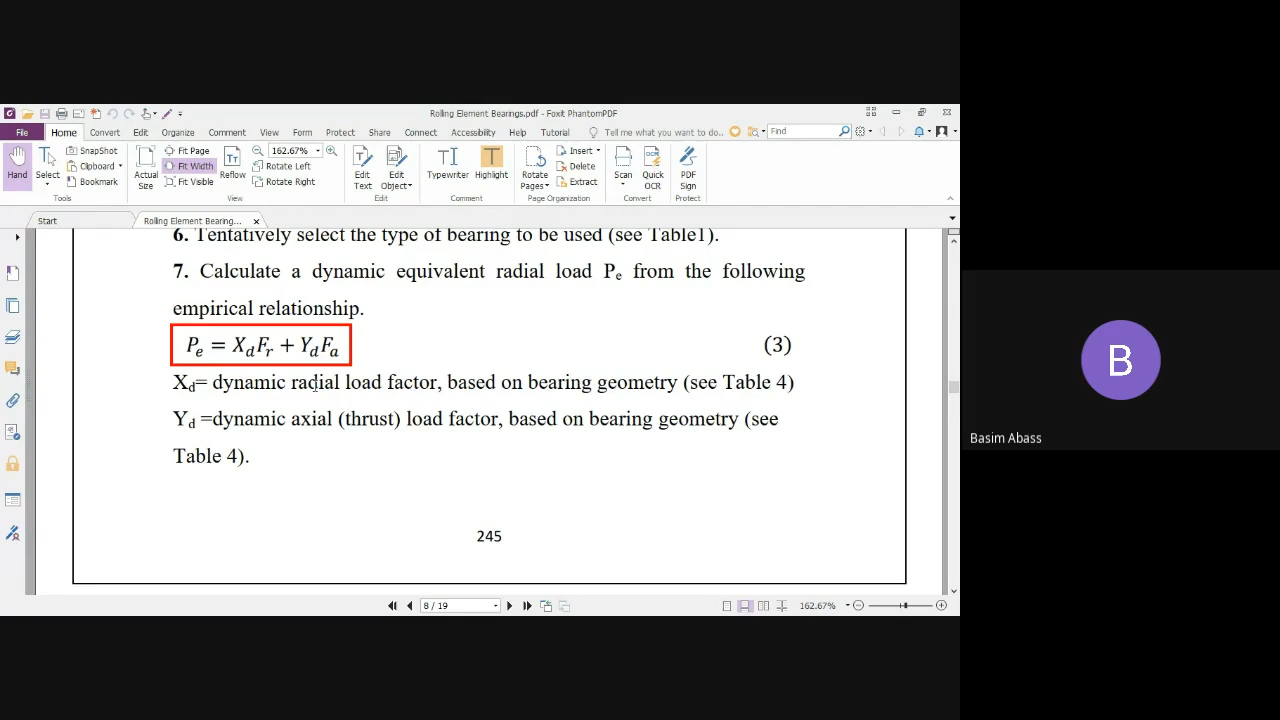 Rolling Element Bearings.pdf - Foxit PhantomPDF
File Home Convert Edit Organize Comment View Form Protect Share Connect Accessibility Help Tutorial Tell me what you want to do.. Find
Hand
Select
SnapShot
Clipboard
Bookmark
Tools
Actual Size
Fit Page
Fit Width
Fit Visible
Reflow
162.67%
Rotate Left
Rotate Right
View
Edit Text
Edit Object
Edit
Typewriter
Highlight
Comment
Rotate Pages
Insert
Delete
Extract
Page Organization
Scan
Quick OCR
Convert
PDF Sign
Protect
Start
Rolling Element Bearing...
6. Tentatively select the type of bearing to be used (see Table1).
7. Calculate a dynamic equivalent radial load Pe from the following
empirical relationship.
Pe = XdFr + YdFa (3)
Xd= dynamic radial load factor, based on bearing geometry (see Table 4)
Yd =dynamic axial (thrust) load factor, based on bearing geometry (see
Table 4).
245
8 / 19
162.67%
B
Basim Abass